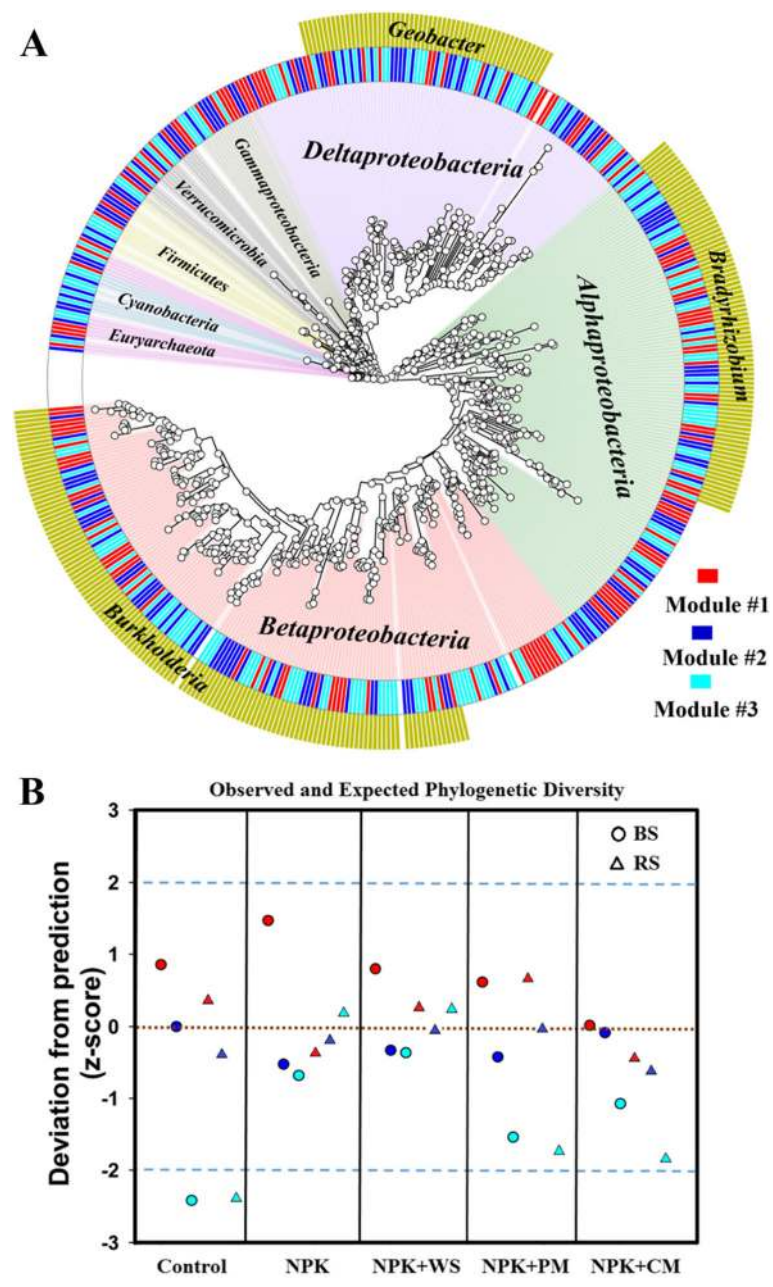 A
Geobacter
Deltaproteobacteria
Gammaproteobacteria
Verrucomicrobia
Firmicutes
Cyanobacteria
Euryarchaeota
Alphaproteobacteria
Bradyrhizobium
Betaproteobacteria
Burkholderia
Module #1
Module #2
Module #3
B
Observed and Expected Phylogenetic Diversity
Deviation from prediction
(z-score)
3
2
1
0
-1
-2
-3
BS
RS
Control NPK NPK+WS NPK+PM NPK+CM